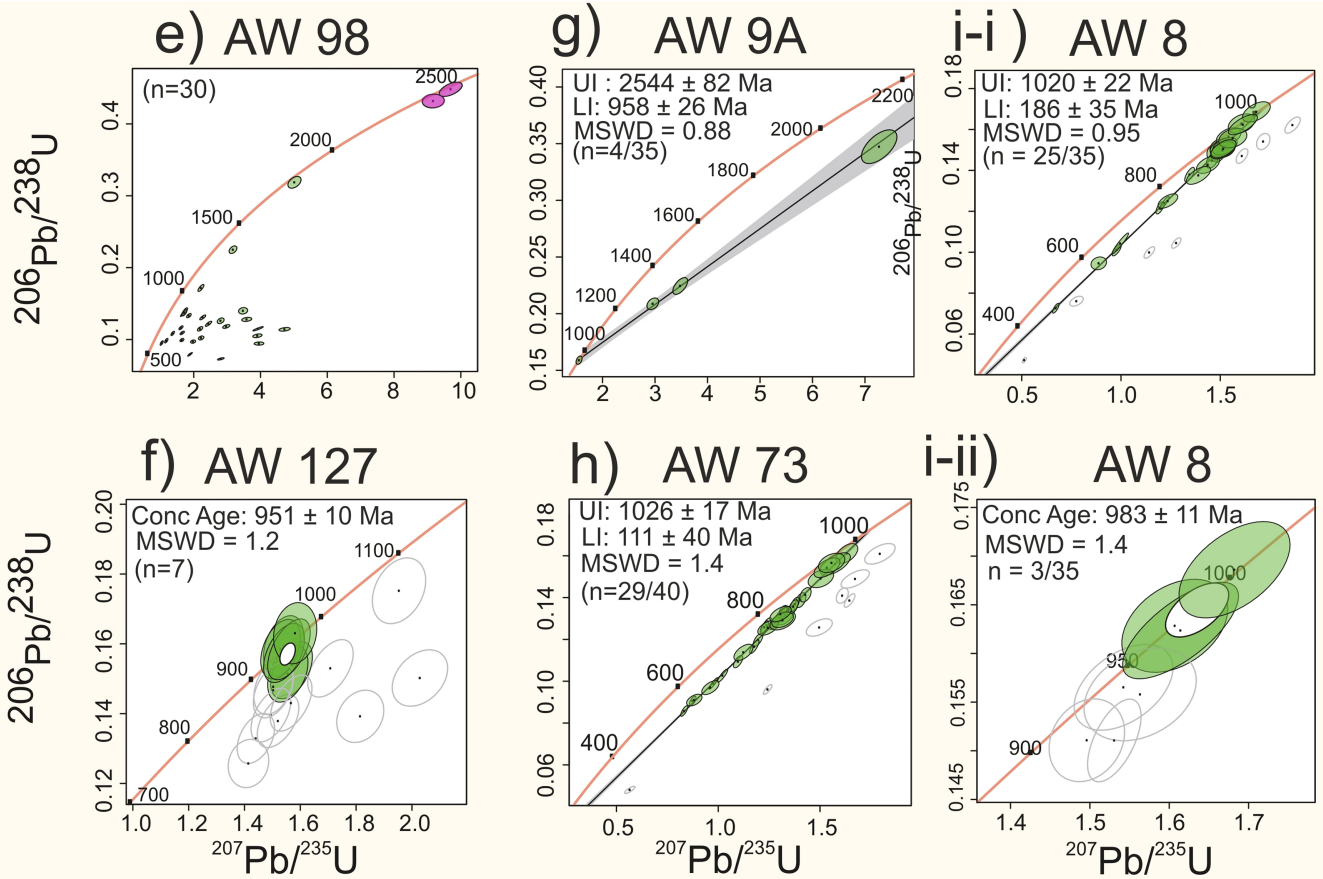 e) AW 98
g) AW 9A
i-i ) AW 8
(n=30)
500
1000
1500
2000
2500
0.1
0.2
0.3
0.4
2 4 6 8 10
206Pb/238U
UI : 2544 ± 82 Ma
LI: 958 ± 26 Ma
MSWD = 0.88
(n=4/35)
1000
1200
1400
1600
1800
2000
2200
0.15
0.20
0.25
0.30
0.35
0.40
2 3 4 5 6 7
206Pb/238U
UI: 1020 ± 22 Ma
LI: 186 ± 35 Ma
MSWD = 0.95
(n = 25/35)
400
600
800
1000
0.06
0.10
0.14
0.18
0.5 1.0 1.5
f) AW 127
h) AW 73
i-ii) AW 8
Conc Age: 951 ± 10 Ma
MSWD = 1.2
(n=7)
700
800
900
1000
1100
0.12
0.14
0.16
0.18
0.20
1.0 1.2 1.4 1.6 1.8 2.0
206Pb/238U
207Pb/235U
UI: 1026 ± 17 Ma
LI: 111 ± 40 Ma
MSWD = 1.4
(n=29/40)
400
600
800
1000
0.06
0.10
0.14
0.18
0.5 1.0 1.5
207Pb/235U
Conc Age: 983 ± 11 Ma
MSWD = 1.4
n = 3/35
900
950
1000
0.145
0.155
0.165
0.175
1.4 1.5 1.6 1.7
207Pb/235U